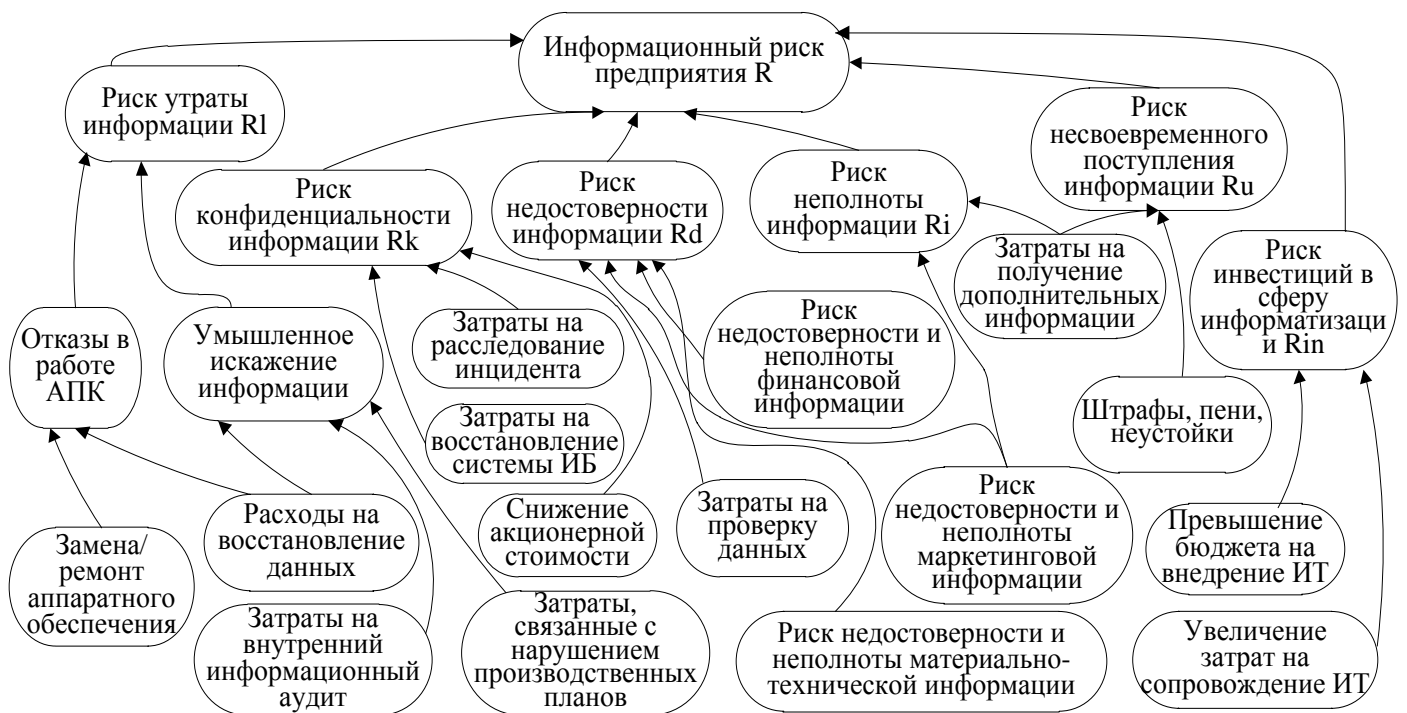 Информационный риск
предприятия R
Риск утраты
информации Rl
Риск
несвоевременного
поступления
информации Ru
Риск
конфиденциальности
информации Rk
Риск
недостоверности
информации Rd
Риск
неполноты
информации Ri
Затраты на
получение
дополнительных
информации
Риск
инвестиций в
сферу
информатизаци
и Rin
Отказы в
работе
АПК
Умышленное
искажение
информации
Затраты на
расследование
инцидента
Риск
недостоверности и
неполноты
финансовой
информации
Затраты на
восстановление
системы ИБ
Штрафы, пени,
неустойки
Замена/
ремонт
аппаратного
обеспечения
Расходы на
восстановление
данных
Снижение
акционерной
стоимости
Затраты на
проверку
данных
Риск
недостоверности и
неполноты
маркетинговой
информации
Превышение
бюджета на
внедрение ИТ
Затраты на
внутренний
информационный
аудит
Затраты,
связанные с
нарушением
производственных
планов
Риск недостоверности и
неполноты материально-
технической информации
Увеличение
затрат на
сопровождение ИТ